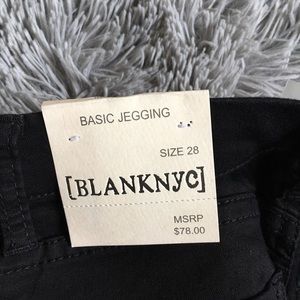 BASIC JEGGING
SIZE 28
[BLANKNYC]
MSRP
$78.00